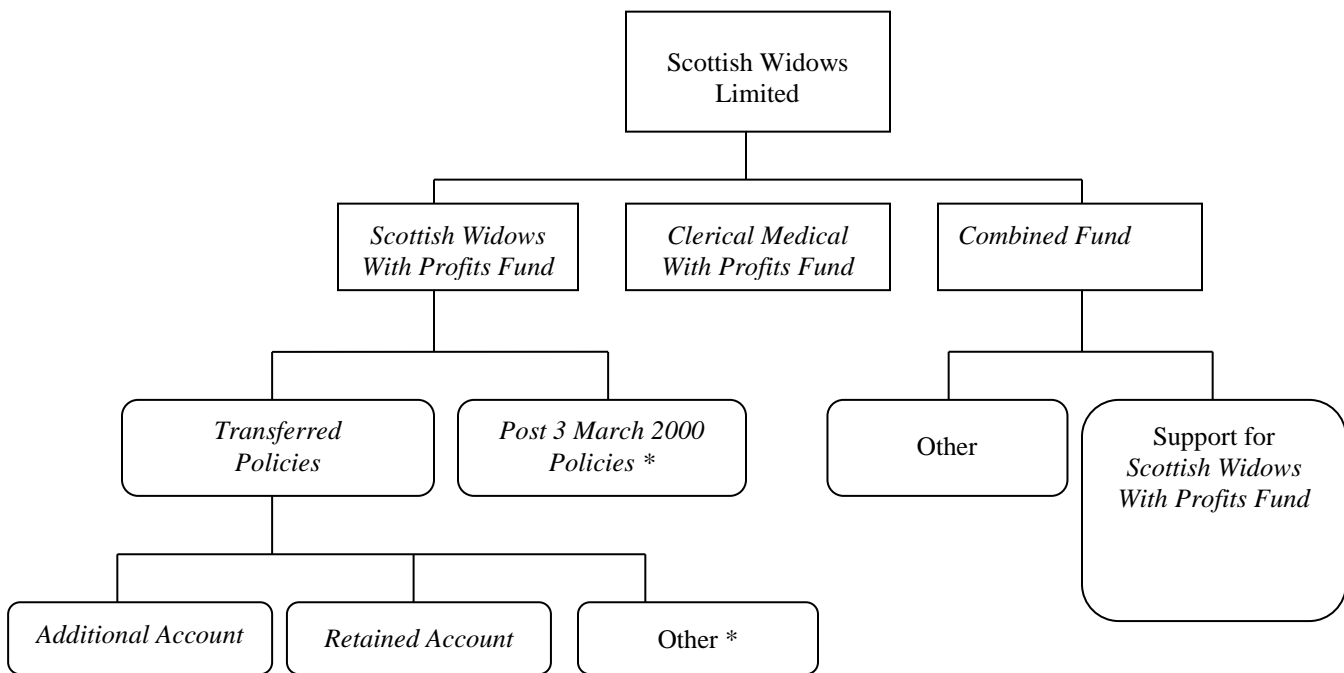 Scottish Widows
Limited
Scottish Widows
With Profits Fund
Clerical Medical
With Profits Fund
Combined Fund
Transferred
Policies
Post 3 March 2000
Policies *
Other
Support for
Scottish Widows
With Profits Fund
Additional Account
Retained Account
Other *